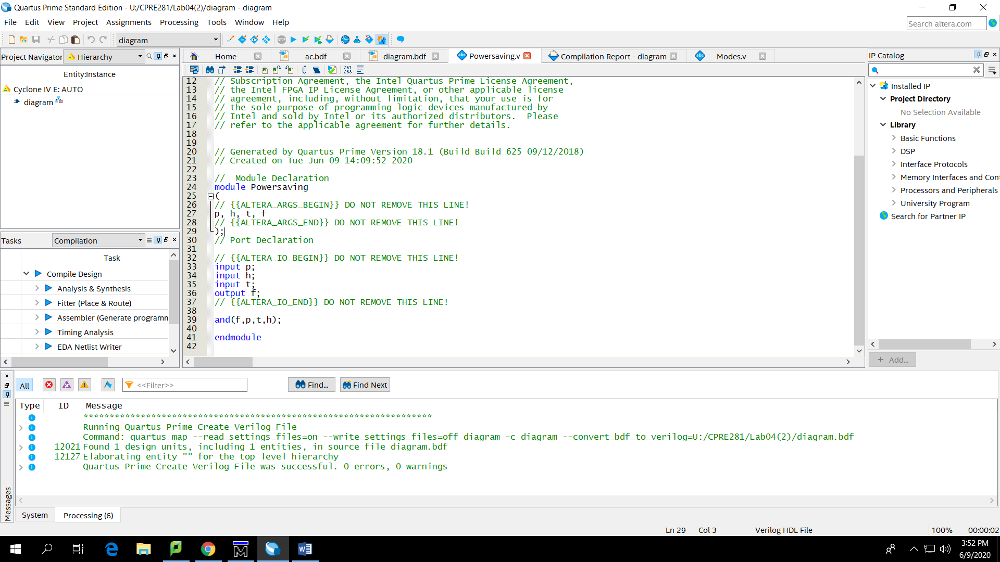 Quartus Prime Standard Edition - U:/CPRE281/Lab04(2)/diagram - diagram
File Edit View Project Assignments Processing Tools Window Help
Search altera.com
diagram
Project Navigator Hierarchy
Entity:Instance
Cyclone IV E: AUTO
diagram
Tasks Compilation
Task
Compile Design
Analysis & Synthesis
Fitter (Place & Route)
Assembler (Generate programm
Timing Analysis
EDA Netlist Writer
Home ac.bdf diagram.bdf Powersaving.v Compilation Report - diagram Modes.v
267
268
12 // Subscription Agreement, the Intel Quartus Prime License Agreement,
13 // the Intel FPGA IP License Agreement, or other applicable license
14 // agreement, including, without limitation, that your use is for
15 // the sole purpose of programming logic devices manufactured by
16 // Intel and sold by Intel or its authorized distributors.  Please
17 // refer to the applicable agreement for further details.
18
19
20 // Generated by Quartus Prime Version 18.1 (Build Build 625 09/12/2018)
21 // Created on Tue Jun 09 14:09:52 2020
22
23 //  Module Declaration
24 module Powersaving
25 (
26 // {{ALTERA_ARGS_BEGIN}} DO NOT REMOVE THIS LINE!
27 p, h, t, f
28 // {{ALTERA_ARGS_END}} DO NOT REMOVE THIS LINE!
29 );
30 // Port Declaration
31
32 // {{ALTERA_IO_BEGIN}} DO NOT REMOVE THIS LINE!
33 input p;
34 input h;
35 input t;
36 output f;
37 // {{ALTERA_IO_END}} DO NOT REMOVE THIS LINE!
38
39 and(f,p,t,h);
40
41 endmodule
42
IP Catalog
Installed IP
Project Directory
No Selection Available
Library
Basic Functions
DSP
Interface Protocols
Memory Interfaces and Con
Processors and Peripherals
University Program
Search for Partner IP
+ Add...
All <<Filter>> Find... Find Next
Type ID Message
*******************************************************************
Running Quartus Prime Create Verilog File
Command: quartus_map --read_settings_files=on --write_settings_files=off diagram -c diagram --convert_bdf_to_verilog=U:/CPRE281/Lab04(2)/diagram.bdf
12021 Found 1 design units, including 1 entities, in source file diagram.bdf
12127 Elaborating entity "" for the top level hierarchy
Quartus Prime Create Verilog File was successful. 0 errors, 0 warnings
Messages
System Processing (6)
Ln 29 Col 3 Verilog HDL File 100% 00:00:02
3:52 PM
6/9/2020